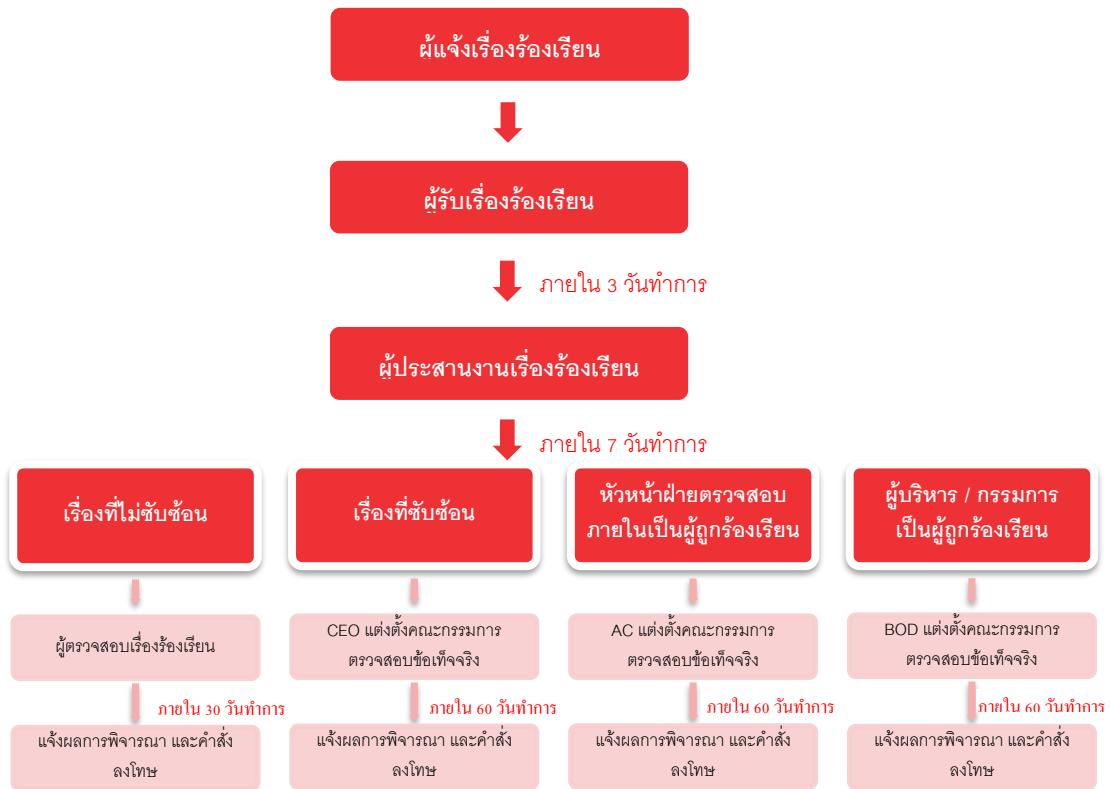 ผู้แจ้งเรื่องร้องเรียน
ผู้รับเรื่องร้องเรียน
ภายใน 3 วันทำการ
ผู้ประสานงานเรื่องร้องเรียน
ภายใน 7 วันทำการ
เรื่องที่ไม่ซับซ้อน
เรื่องที่ซับซ้อน
หัวหน้าฝ่ายตรวจสอบ
ภายในเป็นผู้ถูกร้องเรียน
ผู้บริหาร / กรรมการ
เป็นผู้ถูกร้องเรียน
ผู้ตรวจสอบเรื่องร้องเรียน
CEO แต่งตั้งคณะกรรมการ
ตรวจสอบข้อเท็จจริง
AC แต่งตั้งคณะกรรมการ
ตรวจสอบข้อเท็จจริง
BOD แต่งตั้งคณะกรรมการ
ตรวจสอบข้อเท็จจริง
ภายใน 30 วันทำการ
ภายใน 60 วันทำการ
ภายใน 60 วันทำการ
ภายใน 60 วันทำการ
แจ้งผลการพิจารณา และคำสั่ง
ลงโทษ
แจ้งผลการพิจารณา และคำสั่ง
ลงโทษ
แจ้งผลการพิจารณา และคำสั่ง
ลงโทษ
แจ้งผลการพิจารณา และคำสั่ง
ลงโทษ